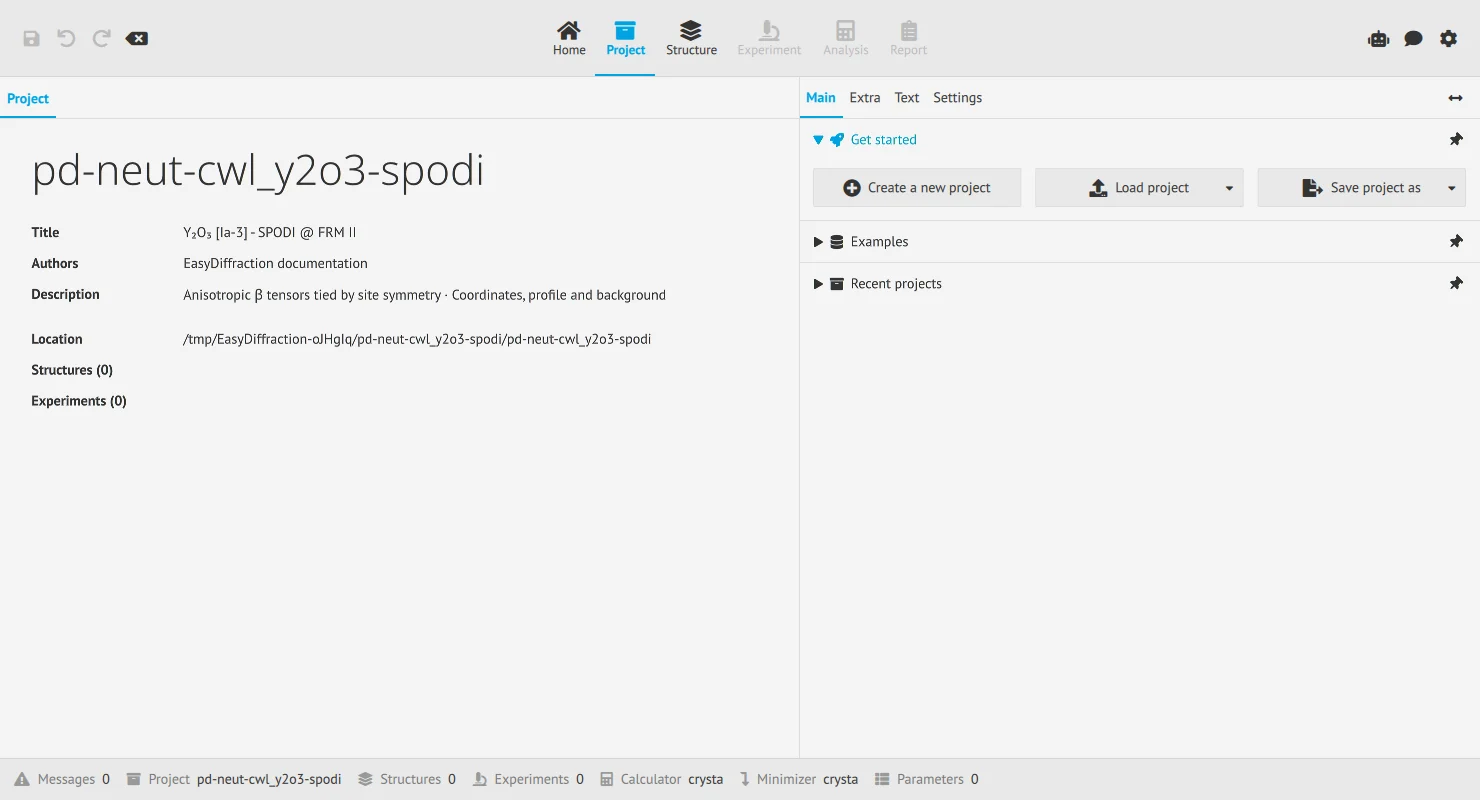 Home Project Structure Experiment Analysis Report
Project
Main Extra Text Settings
pd-neut-cwl_y2o3-spodi
Title Y₂O₃ [Ia-3] - SPODI @ FRM II
Authors EasyDiffraction documentation
Description Anisotropic β tensors tied by site symmetry · Coordinates, profile and background
Location /tmp/EasyDiffraction-oJHgIq/pd-neut-cwl_y2o3-spodi/pd-neut-cwl_y2o3-spodi
Structures (0)
Experiments (0)
Get started
Create a new project Load project Save project as
Examples
Recent projects
Messages 0 Project pd-neut-cwl_y2o3-spodi Structures 0 Experiments 0 Calculator crysta Minimizer crysta Parameters 0